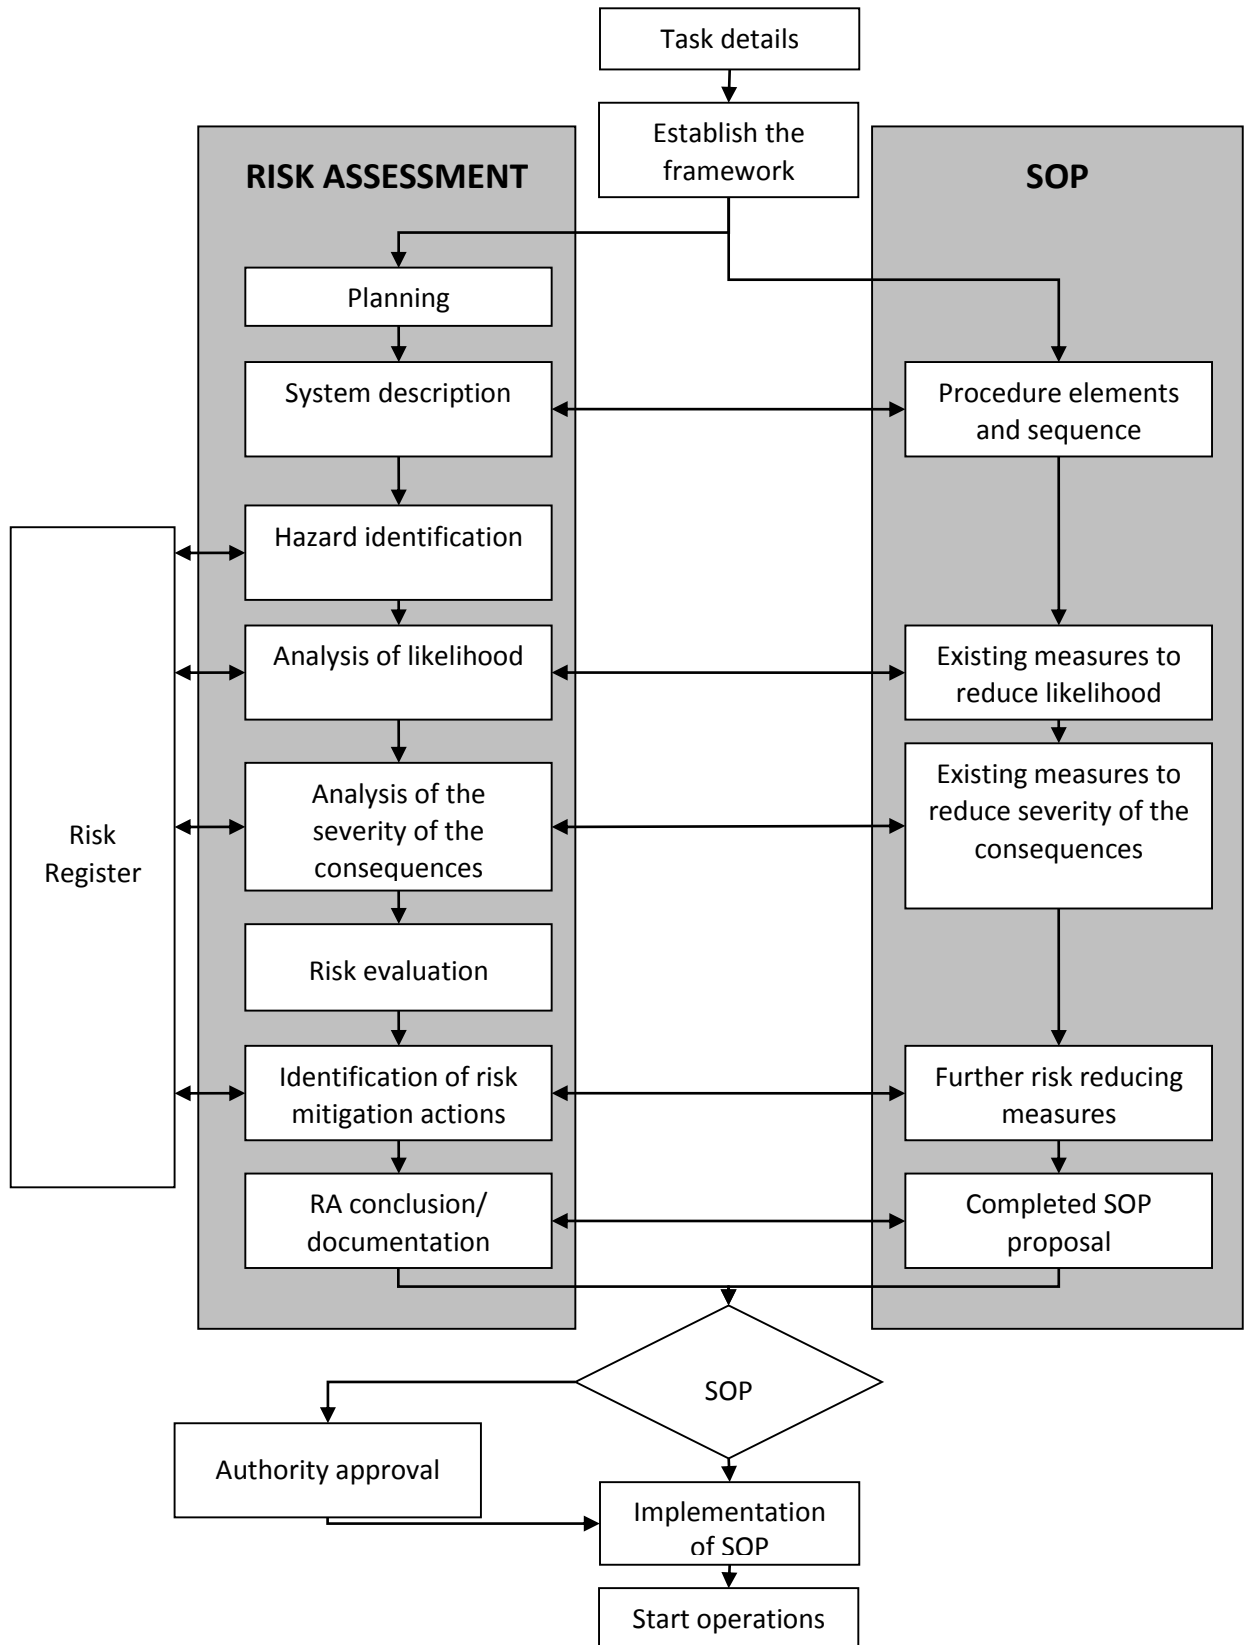 Task details
Establish the
framework
RISK ASSESSMENT
SOP
Planning
System description
Procedure elements
and sequence
Hazard identification
Analysis of likelihood
Existing measures to
reduce likelihood
Analysis of the
severity of the
consequences
Existing measures to
reduce severity of the
consequences
Risk
Register
Risk evaluation
Identification of risk
mitigation actions
Further risk reducing
measures
RA conclusion/
documentation
Completed SOP
proposal
SOP
Authority approval
Implementation
of SOP
Start operations